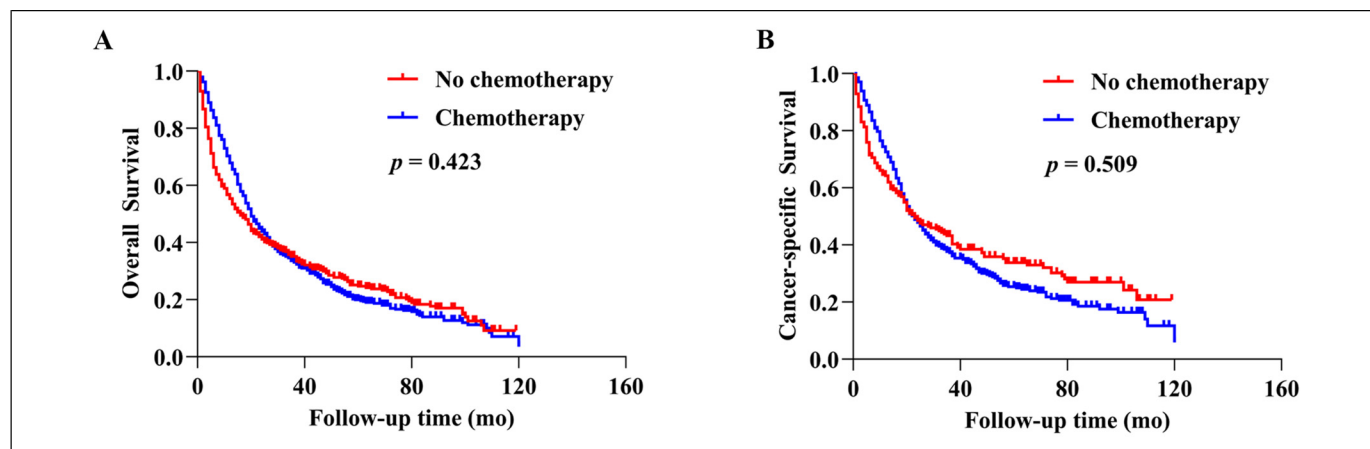 A
Overall Survival
1.0
0.8
0.6
0.4
0.2
0.0
No chemotherapy
Chemotherapy
p = 0.423
0 40 80 120 160
Follow-up time (mo)
B
Cancer-specific Survival
1.0
0.8
0.6
0.4
0.2
0.0
No chemotherapy
Chemotherapy
p = 0.509
0 40 80 120 160
Follow-up time (mo)